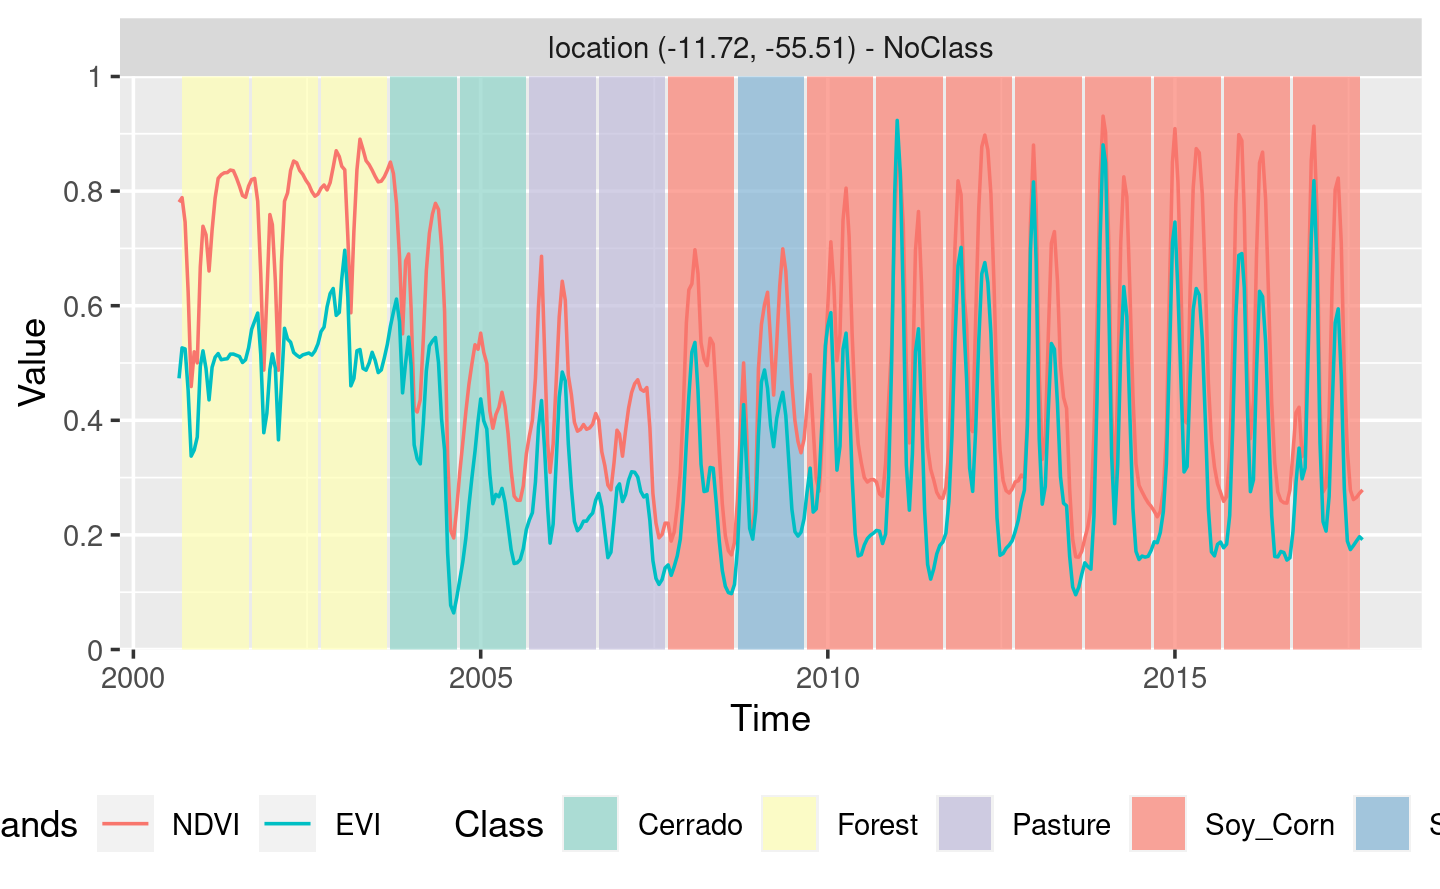 location (-11.72, -55.51) - NoClass
1
0.8
0.6
0.4
0.2
0
Value
2000 2005 2010 2015
Time
ands NDVI EVI Class Cerrado Forest Pasture Soy_Corn S